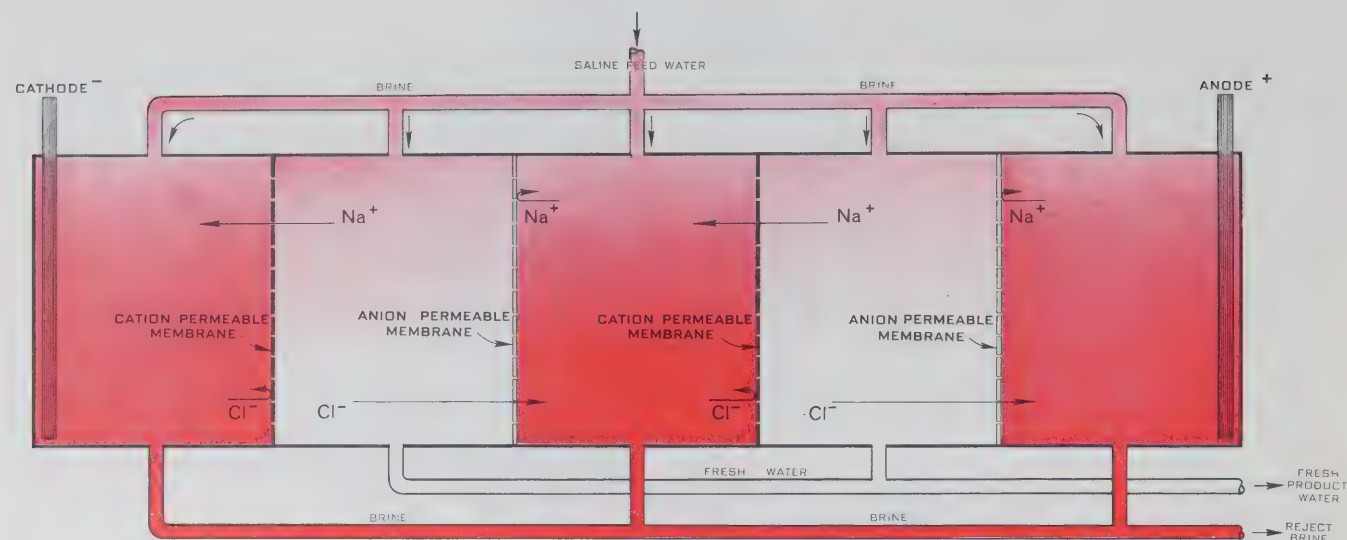 SALINE FEED WATER
CATHODE -
BRINE
BRINE
ANODE +
Na+
Na+
Na+
Na+
CATION PERMEABLE
MEMBRANE
ANION PERMEABLE
MEMBRANE
CATION PERMEABLE
MEMBRANE
ANION PERMEABLE
MEMBRANE
Cl-
Cl-
Cl-
Cl-
FRESH WATER
FRESH
PRODUCT
WATER
BRINE
BRINE
REJECT
BRINE